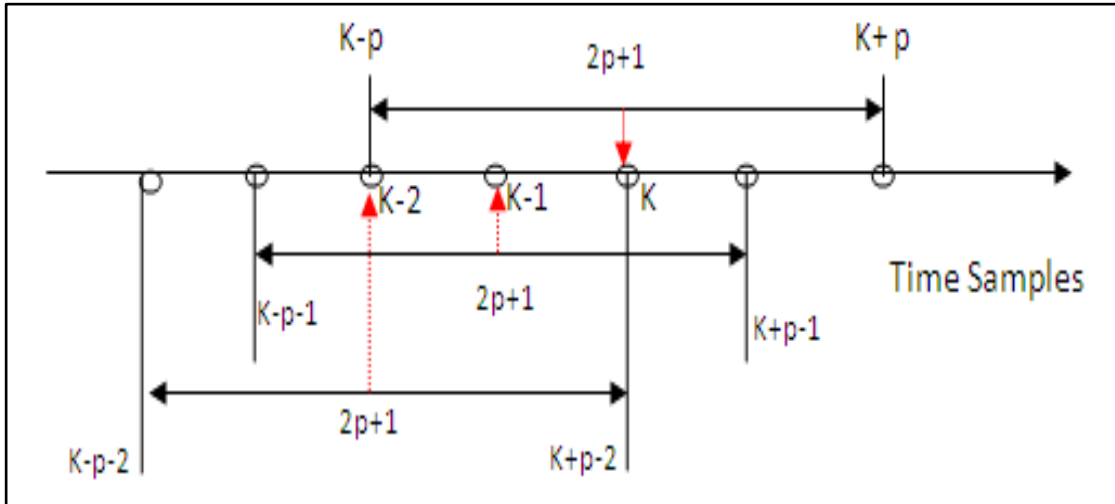 K-p
K+ p
2p+1
K-2
K-1
K
Time Samples
K-p-1
2p+1
K+p-1
2p+1
K-p-2
K+p-2